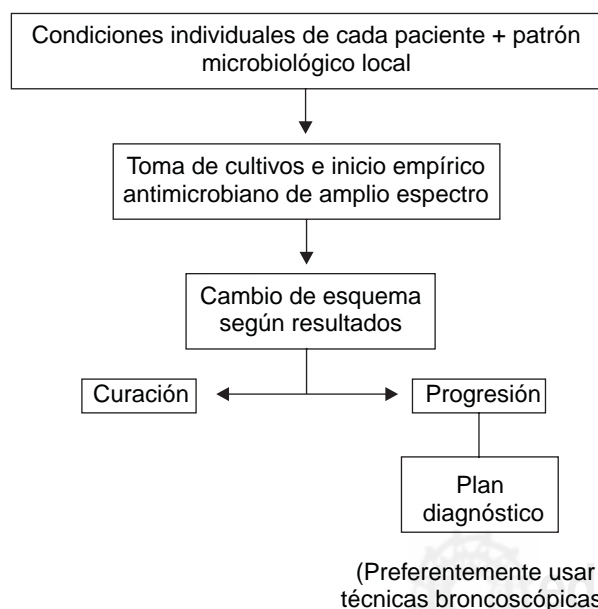 Condiciones individuales de cada paciente + patrón
microbiológico local
Toma de cultivos e inicio empírico
antimicrobiano de amplio espectro
Cambio de esquema
según resultados
Curación
Progresión
Plan
diagnóstico
(Preferentemente usar
técnicas broncoscópicas